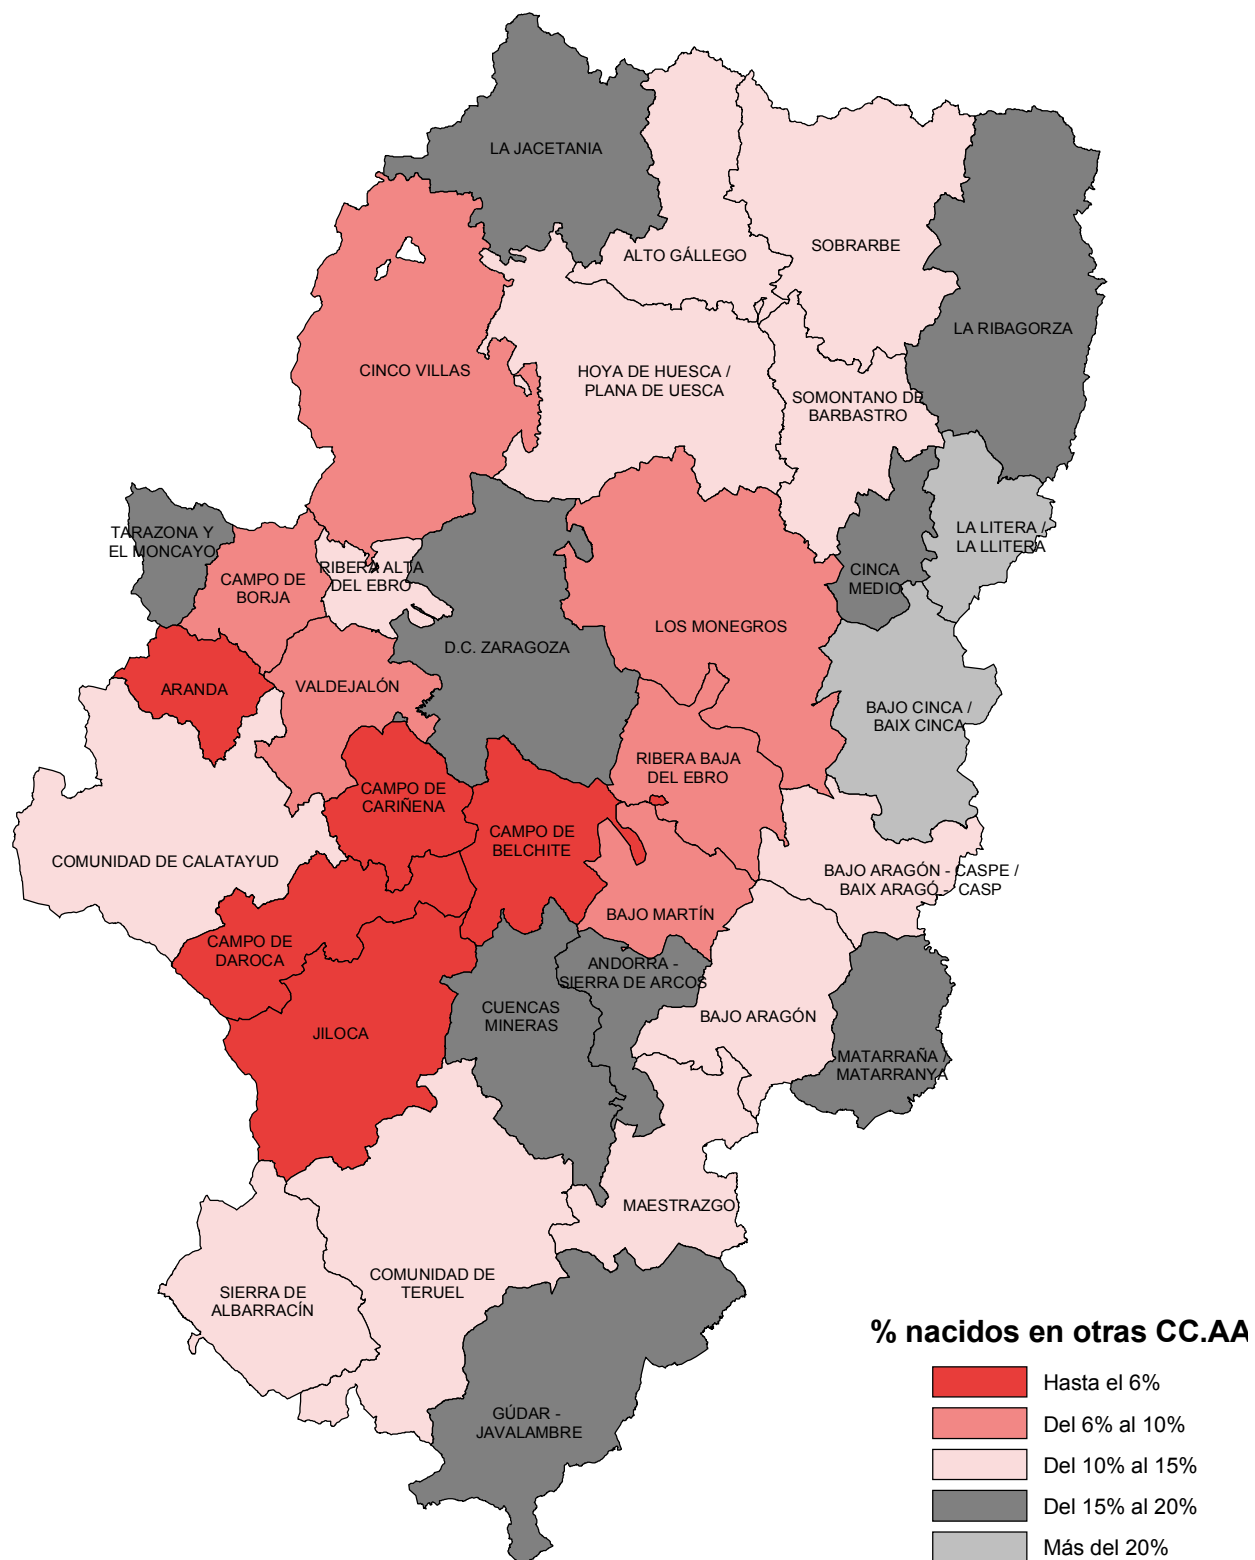 LA JACETANIA
ALTO GÁLLEGO
SOBRARBE
LA RIBAGORZA
CINCO VILLAS
HOYA DE HUESCA /
PLANA DE UESCA
SOMONTANO DE
BARBASTRO
TARAZONA Y
EL MONCAYO
CAMPO DE
BORJA
RIBERA ALTA
DEL EBRO
LA LITERA /
LA LLITERA
CINCA
MEDIO
LOS MONEGROS
D.C. ZARAGOZA
ARANDA
VALDEJALÓN
BAJO CINCA /
BAIX CINCA
RIBERA BAJA
DEL EBRO
CAMPO DE
CARIÑENA
CAMPO DE
BELCHITE
COMUNIDAD DE CALATAYUD
BAJO ARAGÓN - CASPE /
BAIX ARAGÓ - CASP
BAJO MARTÍN
CAMPO DE
DAROCA
ANDORRA -
SIERRA DE ARCOS
CUENCAS
MINERAS
BAJO ARAGÓN
JILOCA
MATARRAÑA /
MATARRANYA
MAESTRAZGO
COMUNIDAD DE
TERUEL
SIERRA DE
ALBARRACÍN
GÚDAR -
JAVALAMBRE
% nacidos en otras CC.AA
Hasta el 6%
Del 6% al 10%
Del 10% al 15%
Del 15% al 20%
Más del 20%